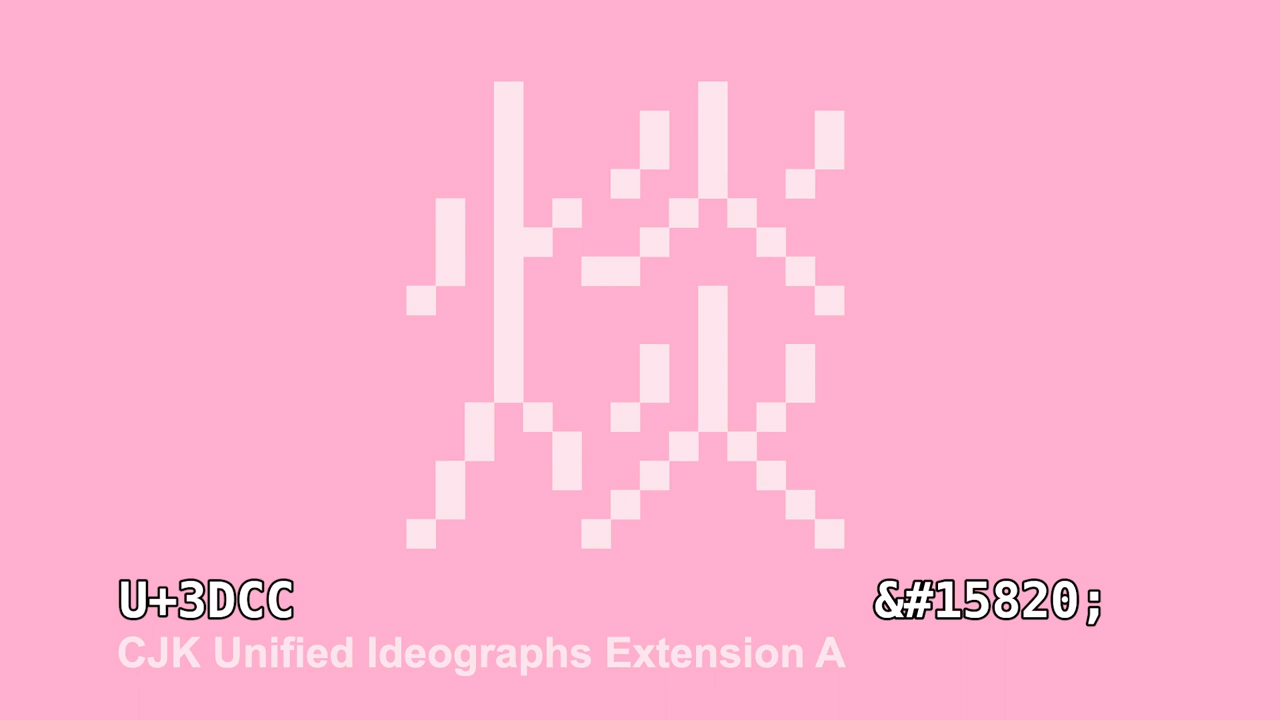 㷌
U+3DCC
&#15820;
CJK Unified Ideographs Extension A